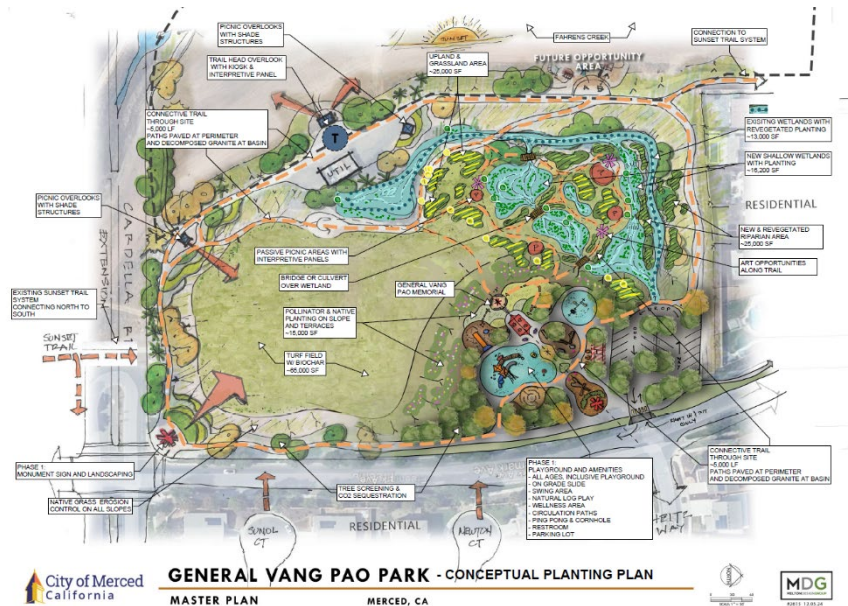 PICNIC OVERLOOKS
WITH SHADE
STRUCTURES
TRAIL HEAD OVERLOOK
WITH KIOSK &
INTERPRETIVE PANEL
CONNECTIVE TRAIL
THROUGH SITE
~5,000 LF
PATHS PAVED AT PERIMETER
AND DECOMPOSED GRANITE AT BASIN
PICNIC OVERLOOKS
WITH SHADE
STRUCTURES
SUNSET
FAHRENS CREEK
UPLAND &
GRASSLAND AREA
~25,000 SF
FUTURE OPPORTUNITY
AREA
CONNECTION TO
SUNSET TRAIL SYSTEM
EXISITNG WETLANDS WITH
REVEGETATED PLANTING
~13,000 SF
NEW SHALLOW WETLANDS
WITH PLANTING
~16,200 SF
RESIDENTIAL
NEW & REVEGETATED
RIPARIAN AREA
~25,000 SF
ART OPPORTUNITIES
ALONG TRAIL
T
UTIL
CARDELLA
EXTENSION
PASSIVE PICNIC AREAS WITH
INTERPRETIVE PANELS
BRIDGE OR CULVERT
OVER WETLAND
GENERAL VANG
PAO MEMORIAL
POLLINATOR & NATIVE
PLANTING ON SLOPE
AND TERRACES
~15,000 SF
TURF FIELD
W/ BIOCHAR
~65,000 SF
EXISTING SUNSET TRAIL
SYSTEM
CONNECTING NORTH TO
SOUTH
SUNSET
TRAIL
PHASE 1:
MONUMENT SIGN AND LANDSCAPING
NATIVE GRASS EROSION
CONTROL ON ALL SLOPES
TREE SCREENING &
CO2 SEQUESTRATION
PHASE 1:
PLAYGROUND AND AMENITIES
- ALL AGES, INCLUSIVE PLAYGROUND
- ON GRADE SLIDE
- SWING AREA
- NATURAL LOG PLAY
- WELLNESS AREA
- CIRCULATION PATHS
- PING PONG & CORNHOLE
- RESTROOM
- PARKING LOT
CONNECTIVE TRAIL
THROUGH SITE
~5,000 LF
PATHS PAVED AT PERIMETER
AND DECOMPOSED GRANITE AT BASIN
SUNOL
CT
RESIDENTIAL
NEWTON
CT
WAY
City of Merced
California
GENERAL VANG PAO PARK - CONCEPTUAL PLANTING PLAN
MASTER PLAN MERCED, CA
MDG